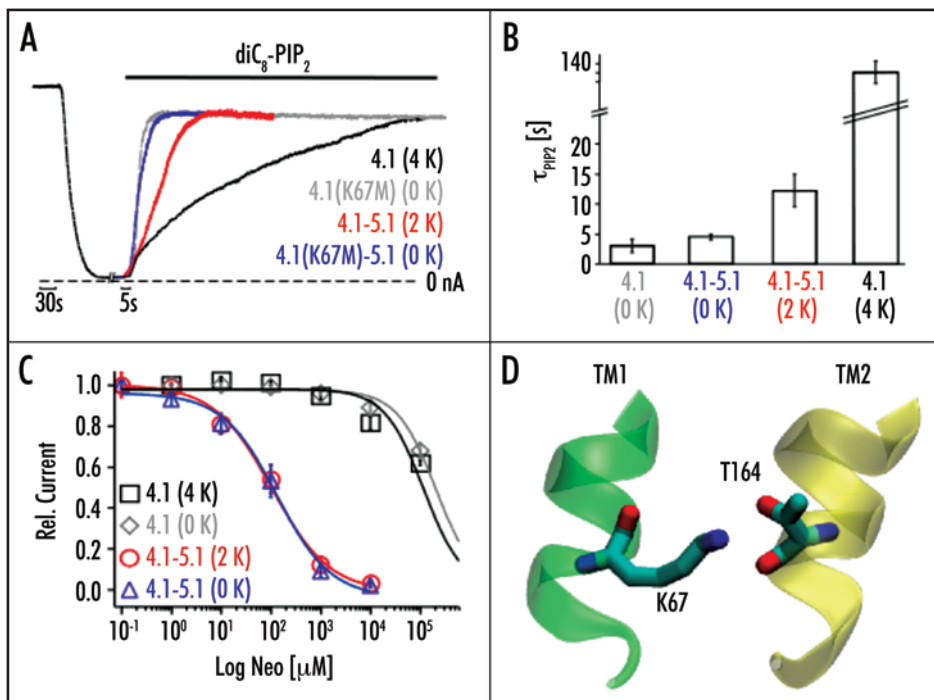 A
diC8-PIP2
4.1 (4 K)
4.1(K67M) (0 K)
4.1-5.1 (2 K)
4.1(K67M)-5.1 (0 K)
0 nA
30s
5s
B
τPIP2 [s]
140
20
15
10
5
0
4.1 4.1-5.1 4.1-5.1 4.1
(0 K) (0 K) (2 K) (4 K)
C
Rel. Current
1.0
0.8
0.6
0.4
0.2
0.0
4.1 (4 K)
4.1 (0 K)
4.1-5.1 (2 K)
4.1-5.1 (0 K)
10⁻¹ 10⁰ 10¹ 10² 10³ 10⁴ 10⁵
Log Neo [μM]
D
TM1 TM2
T164
K67